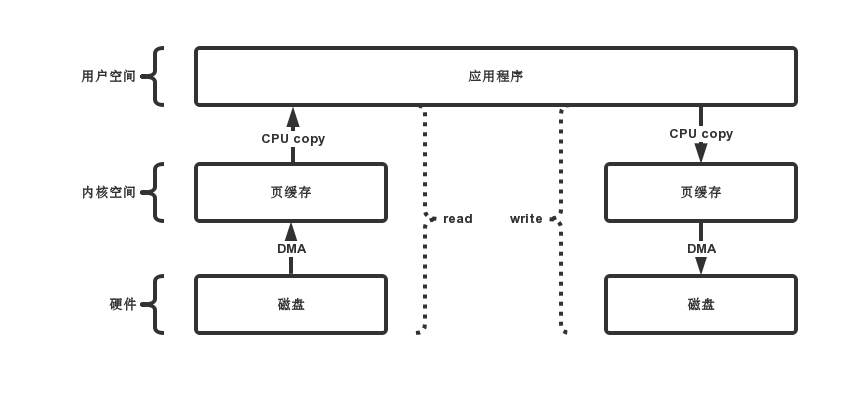 用户空间
应用程序
CPU copy
CPU copy
内核空间
页缓存
页缓存
read
write
DMA
DMA
硬件
磁盘
磁盘